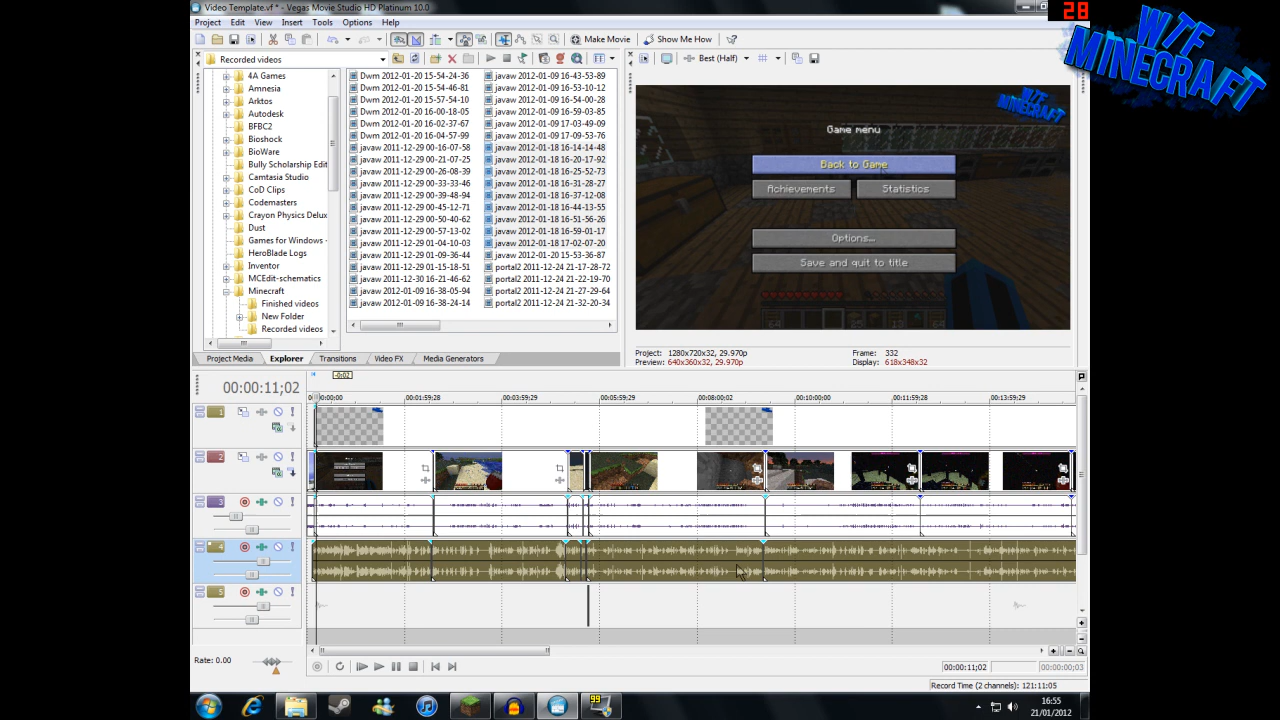 Video Template.vf * - Vegas Movie Studio HD Platinum 10.0
28
WTF MINECRAFT
Project Edit View Insert Tools Options Help
Make Movie Show Me How
Recorded videos
Best (Half)
4A Games
Amnesia
Arktos
Autodesk
BFBC2
Bioshock
BioWare
Bully Scholarship Edit
Camtasia Studio
CoD Clips
Codemasters
Crayon Physics Delux
Dust
Games for Windows -
HeroBlade Logs
Inventor
MCEdit-schematics
Minecraft
Finished videos
New Folder
Recorded videos
Dwm 2012-01-20 15-54-24-36
Dwm 2012-01-20 15-54-46-83
Dwm 2012-01-20 15-57-54-10
Dwm 2012-01-20 16-00-18-05
Dwm 2012-01-20 16-02-37-67
Dwm 2012-01-20 16-04-57-99
javaw 2011-12-29 00-16-07-58
javaw 2011-12-29 00-21-07-25
javaw 2011-12-29 00-26-08-39
javaw 2011-12-29 00-33-33-46
javaw 2011-12-29 00-39-48-94
javaw 2011-12-29 00-45-12-71
javaw 2011-12-29 00-50-40-62
javaw 2011-12-29 00-57-13-02
javaw 2011-12-29 01-04-10-03
javaw 2011-12-29 01-09-36-44
javaw 2011-12-29 01-15-18-51
javaw 2012-01-09 16-21-46-62
javaw 2012-01-09 16-38-05-94
javaw 2012-01-09 16-38-24-14
javaw 2012-01-09 16-43-53-89
javaw 2012-01-09 16-53-10-12
javaw 2012-01-09 16-54-00-28
javaw 2012-01-09 16-59-03-85
javaw 2012-01-09 17-03-49-09
javaw 2012-01-09 17-09-53-76
javaw 2012-01-18 16-14-14-48
javaw 2012-01-18 16-20-17-92
javaw 2012-01-18 16-25-52-73
javaw 2012-01-18 16-31-28-27
javaw 2012-01-18 16-37-12-08
javaw 2012-01-18 16-44-13-55
javaw 2012-01-18 16-51-56-26
javaw 2012-01-18 16-59-01-17
javaw 2012-01-18 17-02-07-20
javaw 2012-01-20 15-53-36-87
portal2 2011-12-24 21-17-28-72
portal2 2011-12-24 21-22-19-70
portal2 2011-12-24 21-27-29-64
portal2 2011-12-24 21-32-20-34
WTF MINECRAFT
Game menu
Back to Game
Achievements Statistics
Options...
Save and quit to title
Project Media Explorer Transitions Video FX Media Generators
Project: 1280x720x32, 29.970p Frame: 332
Preview: 640x360x32, 29.970p Display: 618x348x32
-0:02
00:00:11;02
00:01:59;28 00:03:59;29 00:05:59;29 00:08:00;02 00:10:00;00 00:11:59;28 00:13:59;29
1
2
3
4
5
Rate: 0.00
00:00:11;02 00:00:00;03
Record Time (2 channels): 121:11:05
99
16:55
21/01/2012